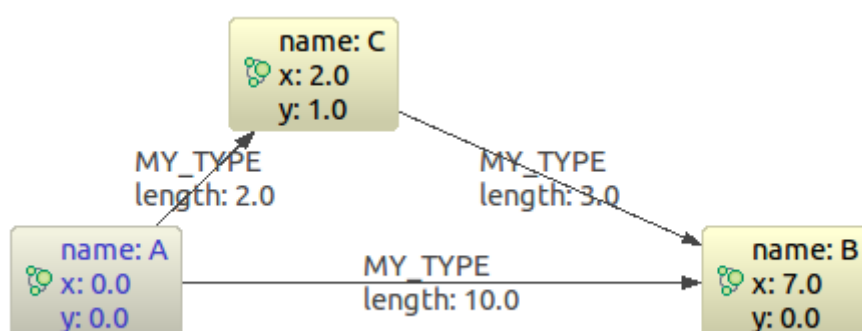 name: C
x: 2.0
y: 1.0
MY_TYPE
length: 2.0
MY_TYPE
length: 3.0
name: A
x: 0.0
y: 0.0
MY_TYPE
length: 10.0
name: B
x: 7.0
y: 0.0